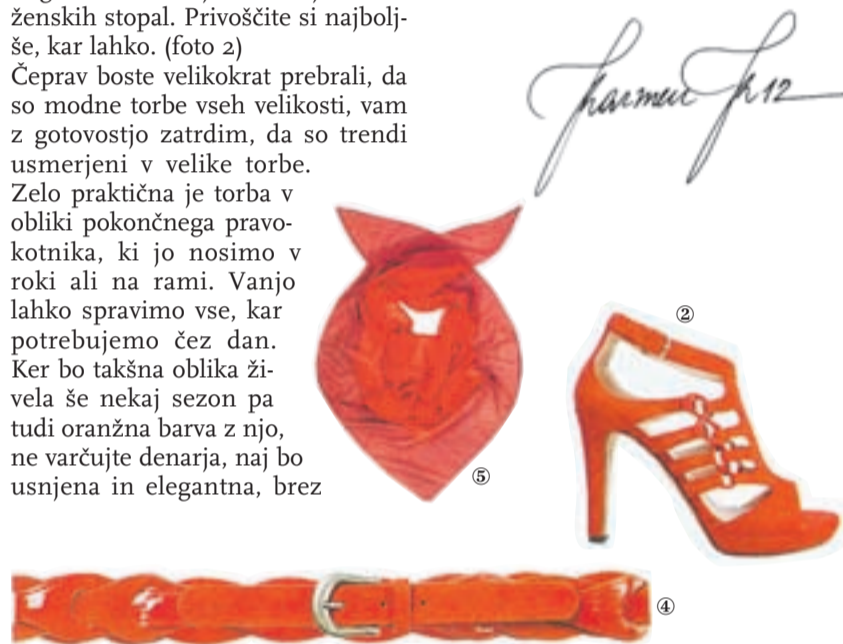 ženskih stopal. Privoščite si najbolj-
še, kar lahko. (foto 2)
Čeprav boste velikokrat prebrali, da
so modne torbe vseh velikosti, vam
z gotovostjo zatrdim, da so trendi
usmerjeni v velike torbe.
Zelo praktična je torba v
obliki pokončnega pravo-
kotnika, ki jo nosimo v
roki ali na rami. Vanjo
lahko spravimo vse, kar
potrebujemo čez dan.
Ker bo takšna oblika ži-
vela še nekaj sezon pa
tudi oranžna barva z njo,
ne varčujte denarja, naj bo
usnjena in elegantna, brez
②
⑤
④